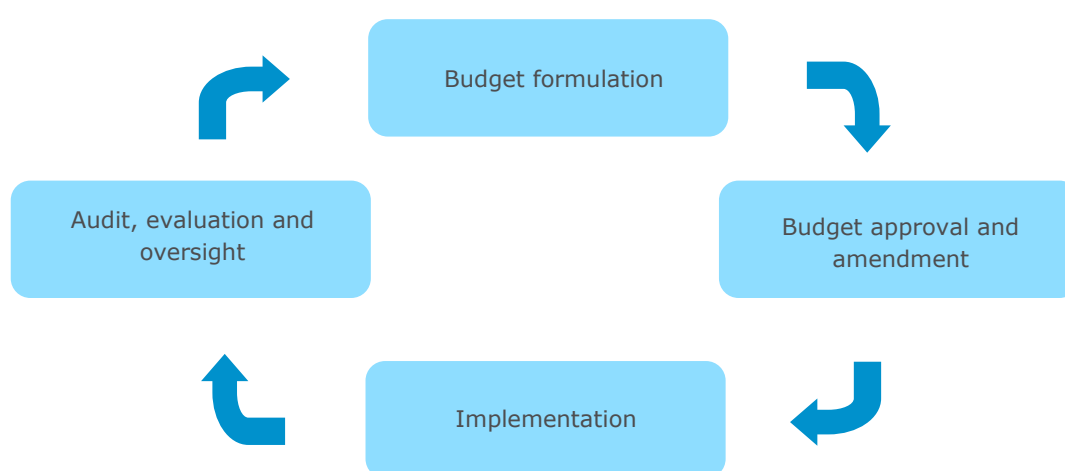 Budget formulation
Audit, evaluation and
oversight
Budget approval and
amendment
Implementation